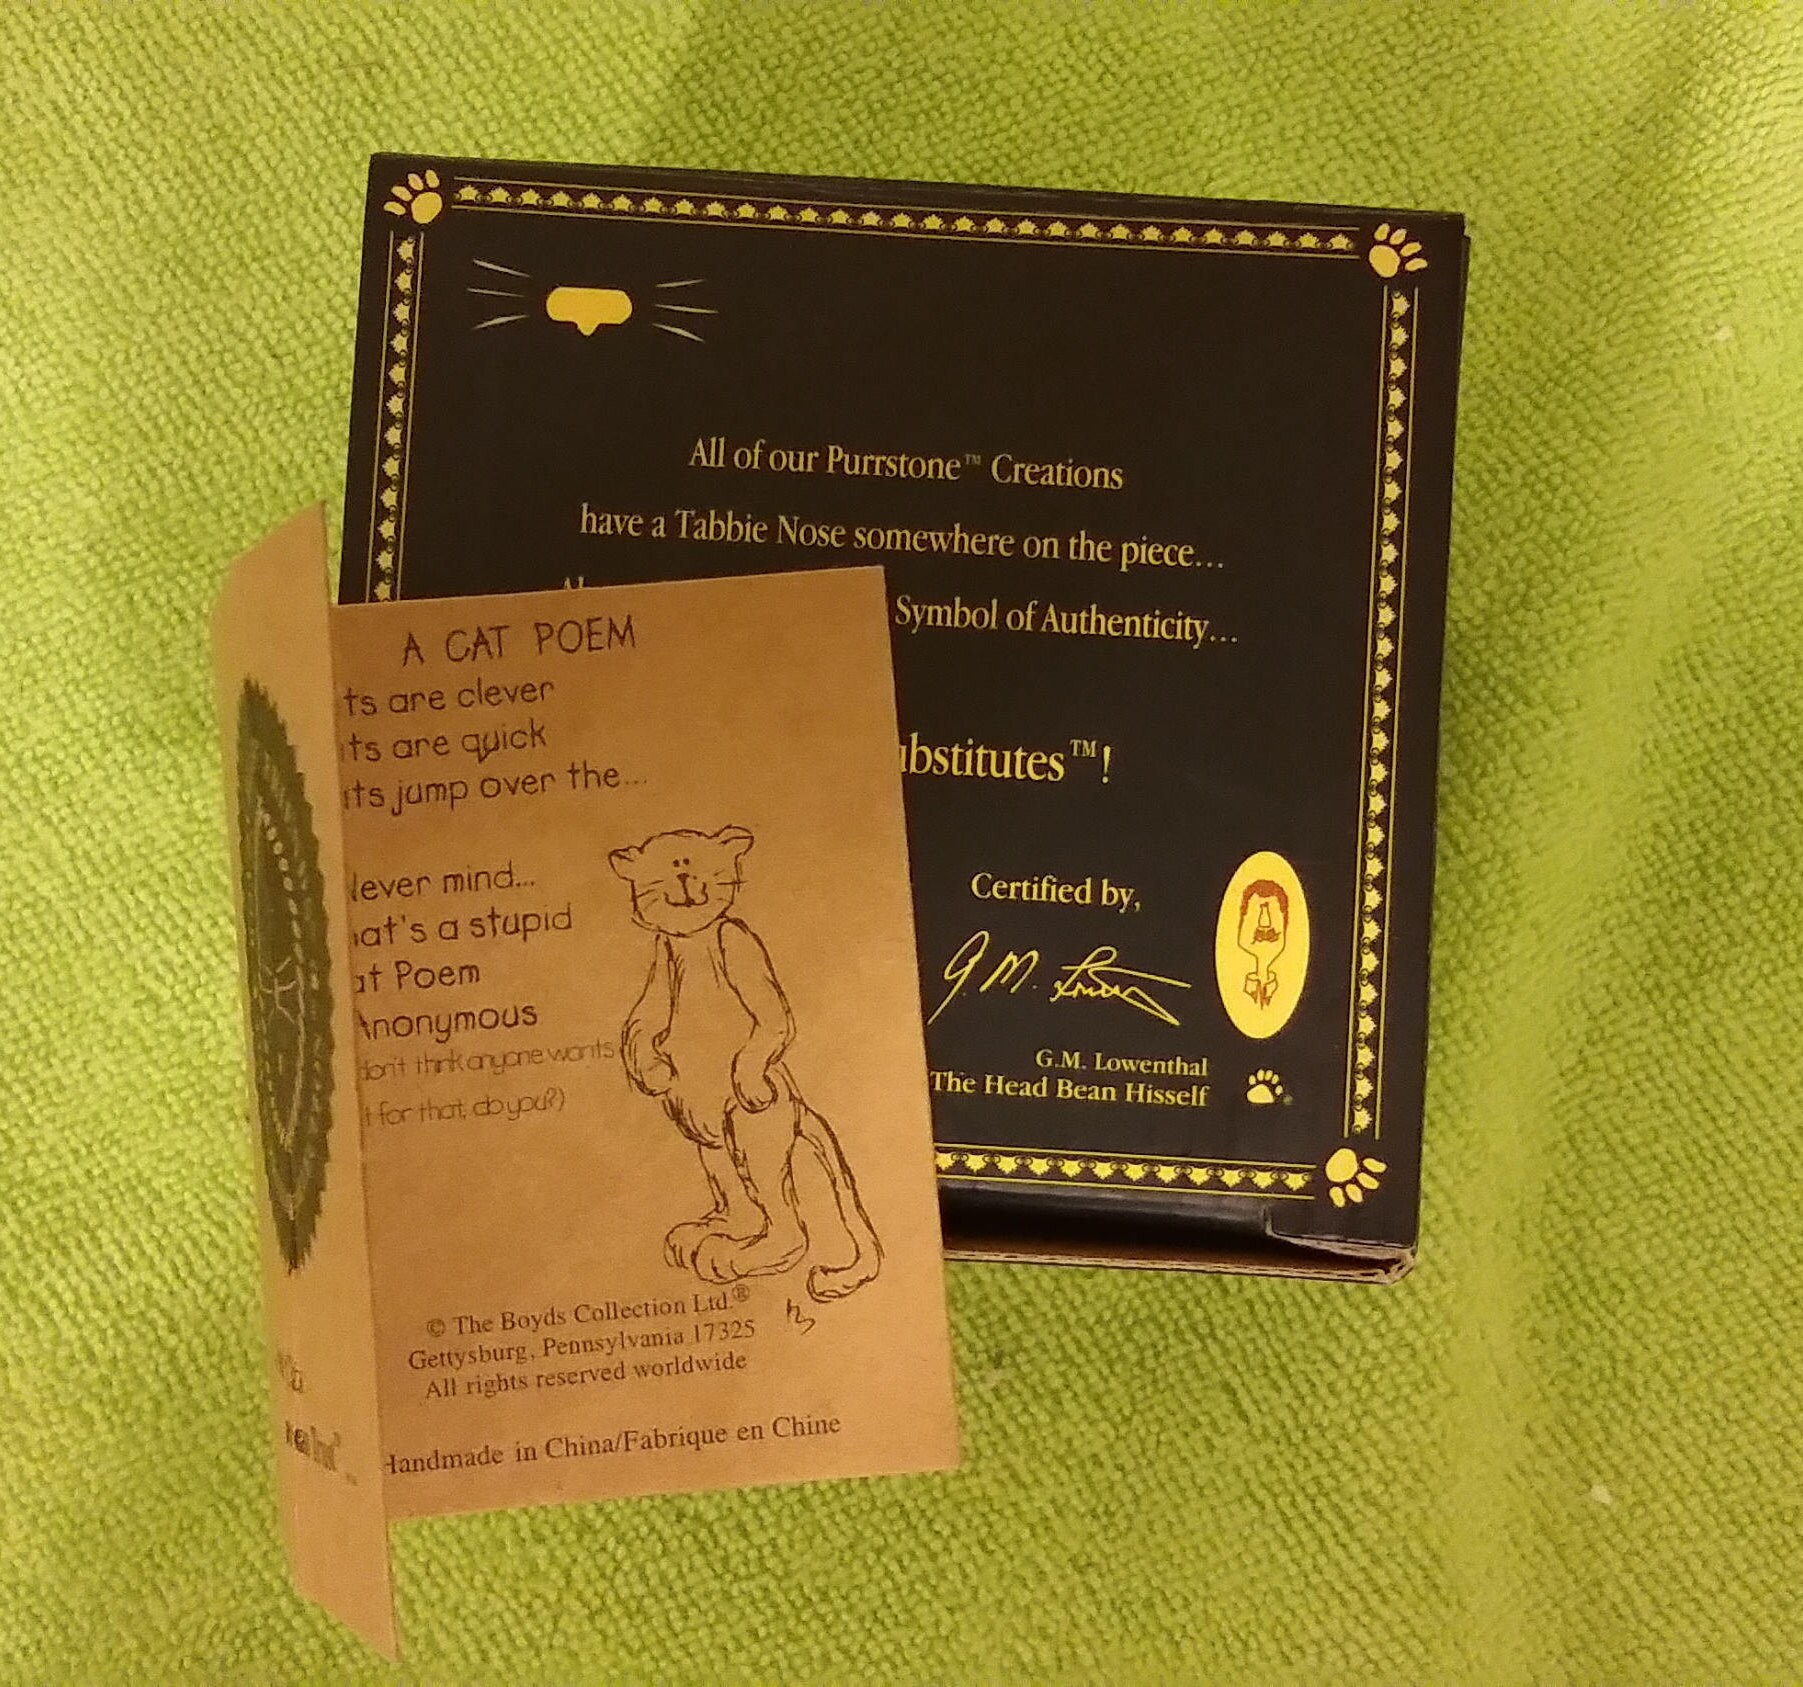 All of our Purrstone™ Creations
have a Tabbie Nose somewhere on the piece...
Symbol of Authenticity...
ubstitutes™!
Certified by,
G.M. Lowenthal
The Head Bean Hisself
A CAT POEM
ts are clever
ts are quick
ts jump over the...
ever mind...
at's a stupid
at Poem
Anonymous
don't think anyone wants
t for that, do you?)
© The Boyds Collection Ltd.®
Gettysburg, Pennsylvania 17325
All rights reserved worldwide
Handmade in China/Fabrique en Chine